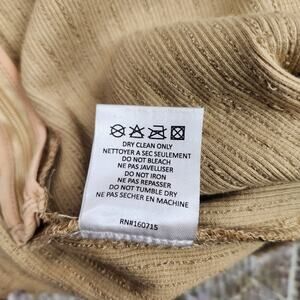 DRY CLEAN ONLY
NETTOYER A SEC SEULEMENT
DO NOT BLEACH
NE PAS JAVELLISER
DO NOT IRON
NE PAS REPASSER
DO NOT TUMBLE DRY
NE PAS SECHER EN MACHINE
RN#160715